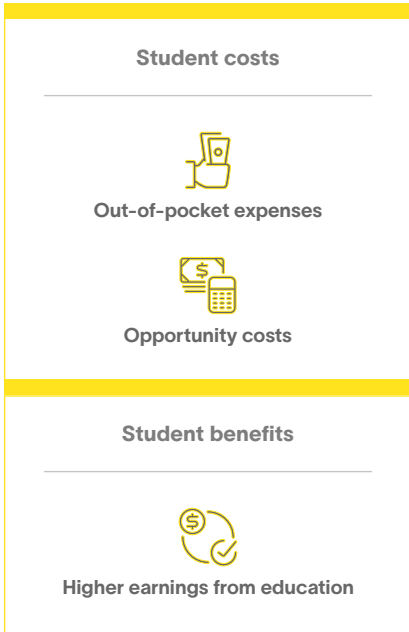 Student costs
Out-of-pocket expenses
$
Opportunity costs
Student benefits
$
Higher earnings from education